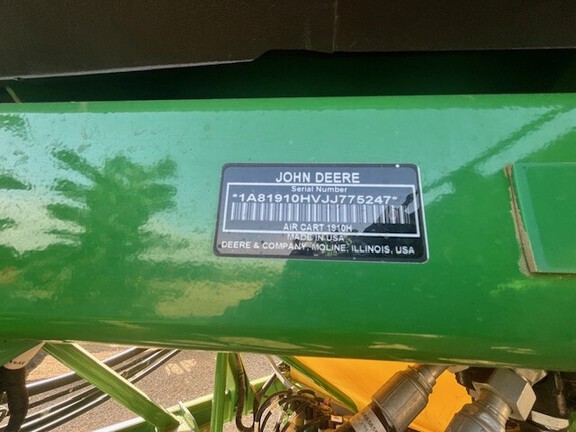 JOHN DEERE
Serial Number
*1A81910HVJJ775247*
AIR CART 1910H
MADE IN USA
DEERE & COMPANY, MOLINE, ILLINOIS, USA